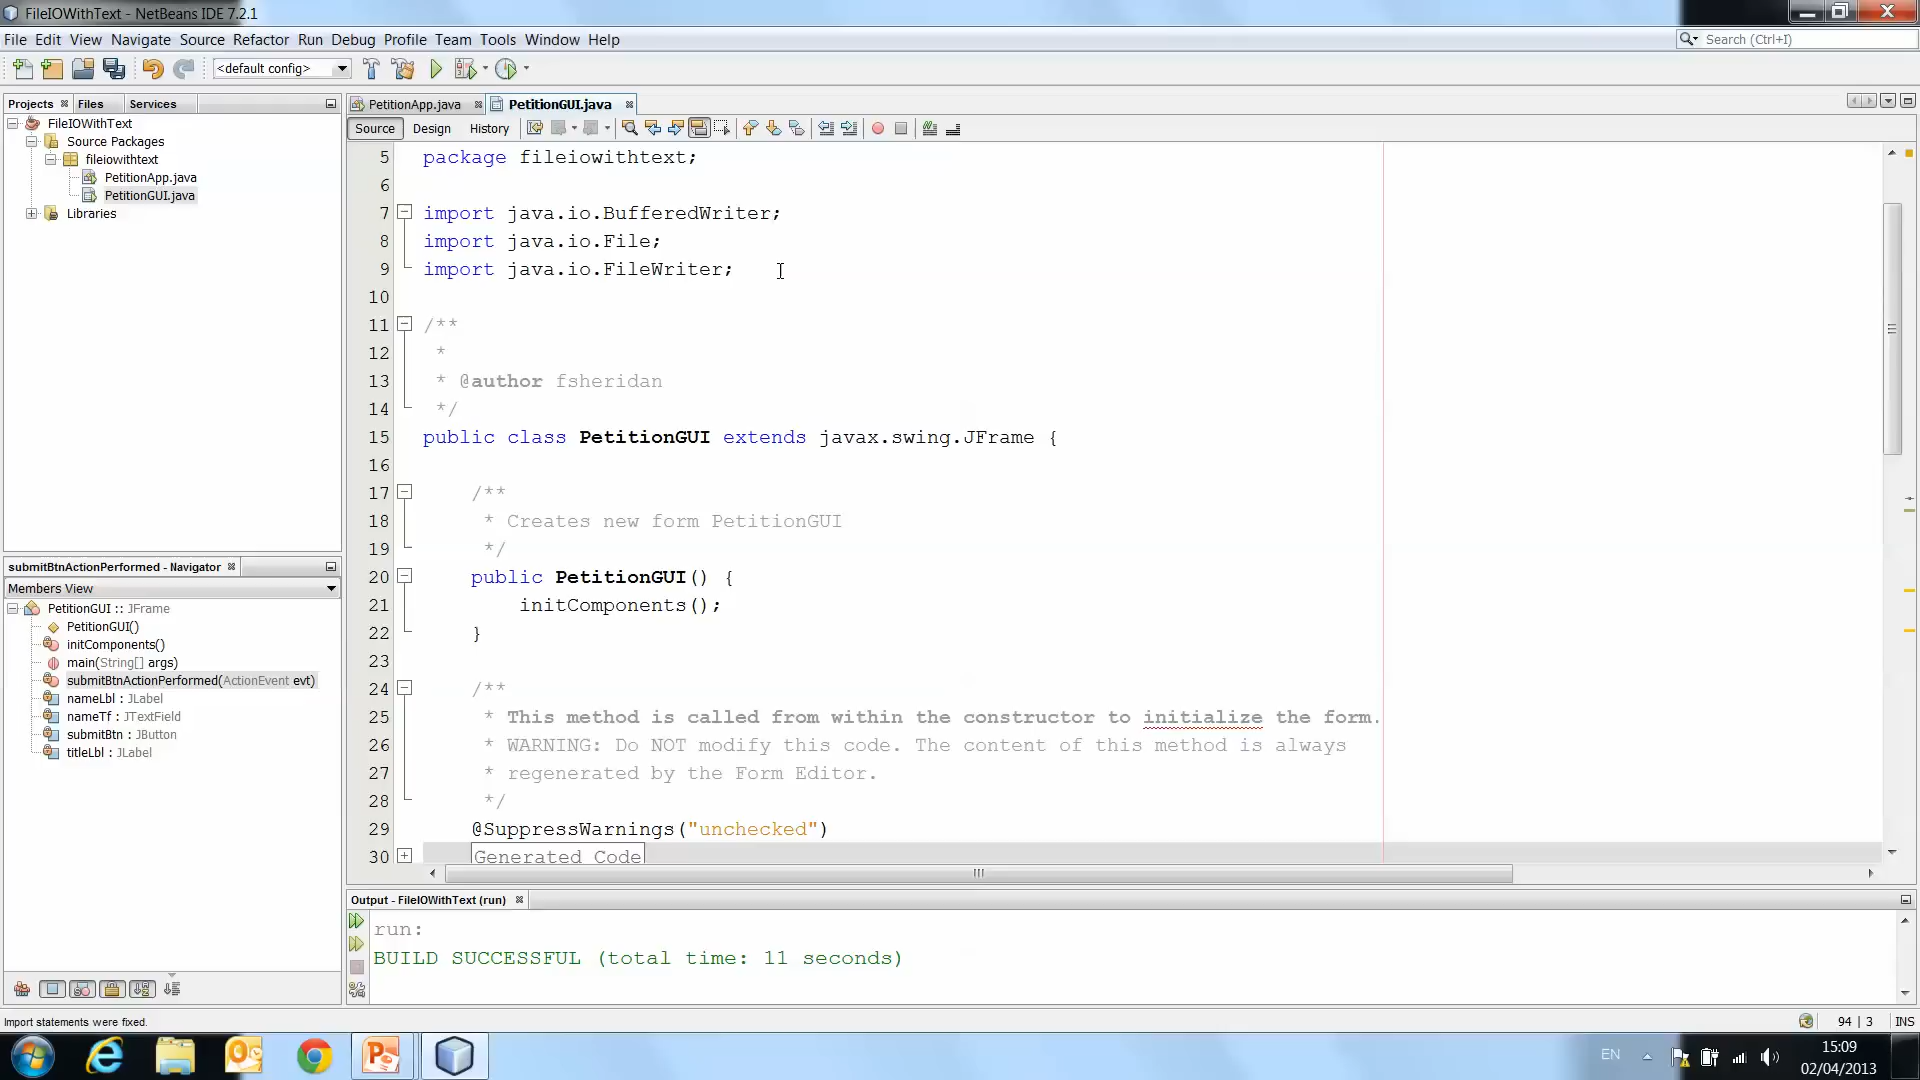 FileIOWithText - NetBeans IDE 7.2.1
File Edit View Navigate Source Refactor Run Debug Profile Team Tools Window Help
Search (Ctrl+I)
<default config>
Projects Files Services
FileIOWithText
Source Packages
fileiowithtext
PetitionApp.java
PetitionGUI.java
Libraries
submitBtnActionPerformed - Navigator
Members View
PetitionGUI :: JFrame
PetitionGUI()
initComponents()
main(String[] args)
submitBtnActionPerformed(ActionEvent evt)
nameLbl : JLabel
nameTf : JTextField
submitBtn : JButton
titleLbl : JLabel
PetitionApp.java PetitionGUI.java
Source Design History
5 package fileiowithtext;
6
7 import java.io.BufferedWriter;
8 import java.io.File;
9 import java.io.FileWriter;
10
11 /**
12 *
13 * @author fsheridan
14 */
15 public class PetitionGUI extends javax.swing.JFrame {
16
17 /**
18 * Creates new form PetitionGUI
19 */
20 public PetitionGUI() {
21 initComponents();
22 }
23
24 /**
25 * This method is called from within the constructor to initialize the form.
26 * WARNING: Do NOT modify this code. The content of this method is always
27 * regenerated by the Form Editor.
28 */
29 @SuppressWarnings("unchecked")
30 Generated Code
Output - FileIOWithText (run)
run:
BUILD SUCCESSFUL (total time: 11 seconds)
Import statements were fixed.
94 | 3 INS
EN
15:09
02/04/2013